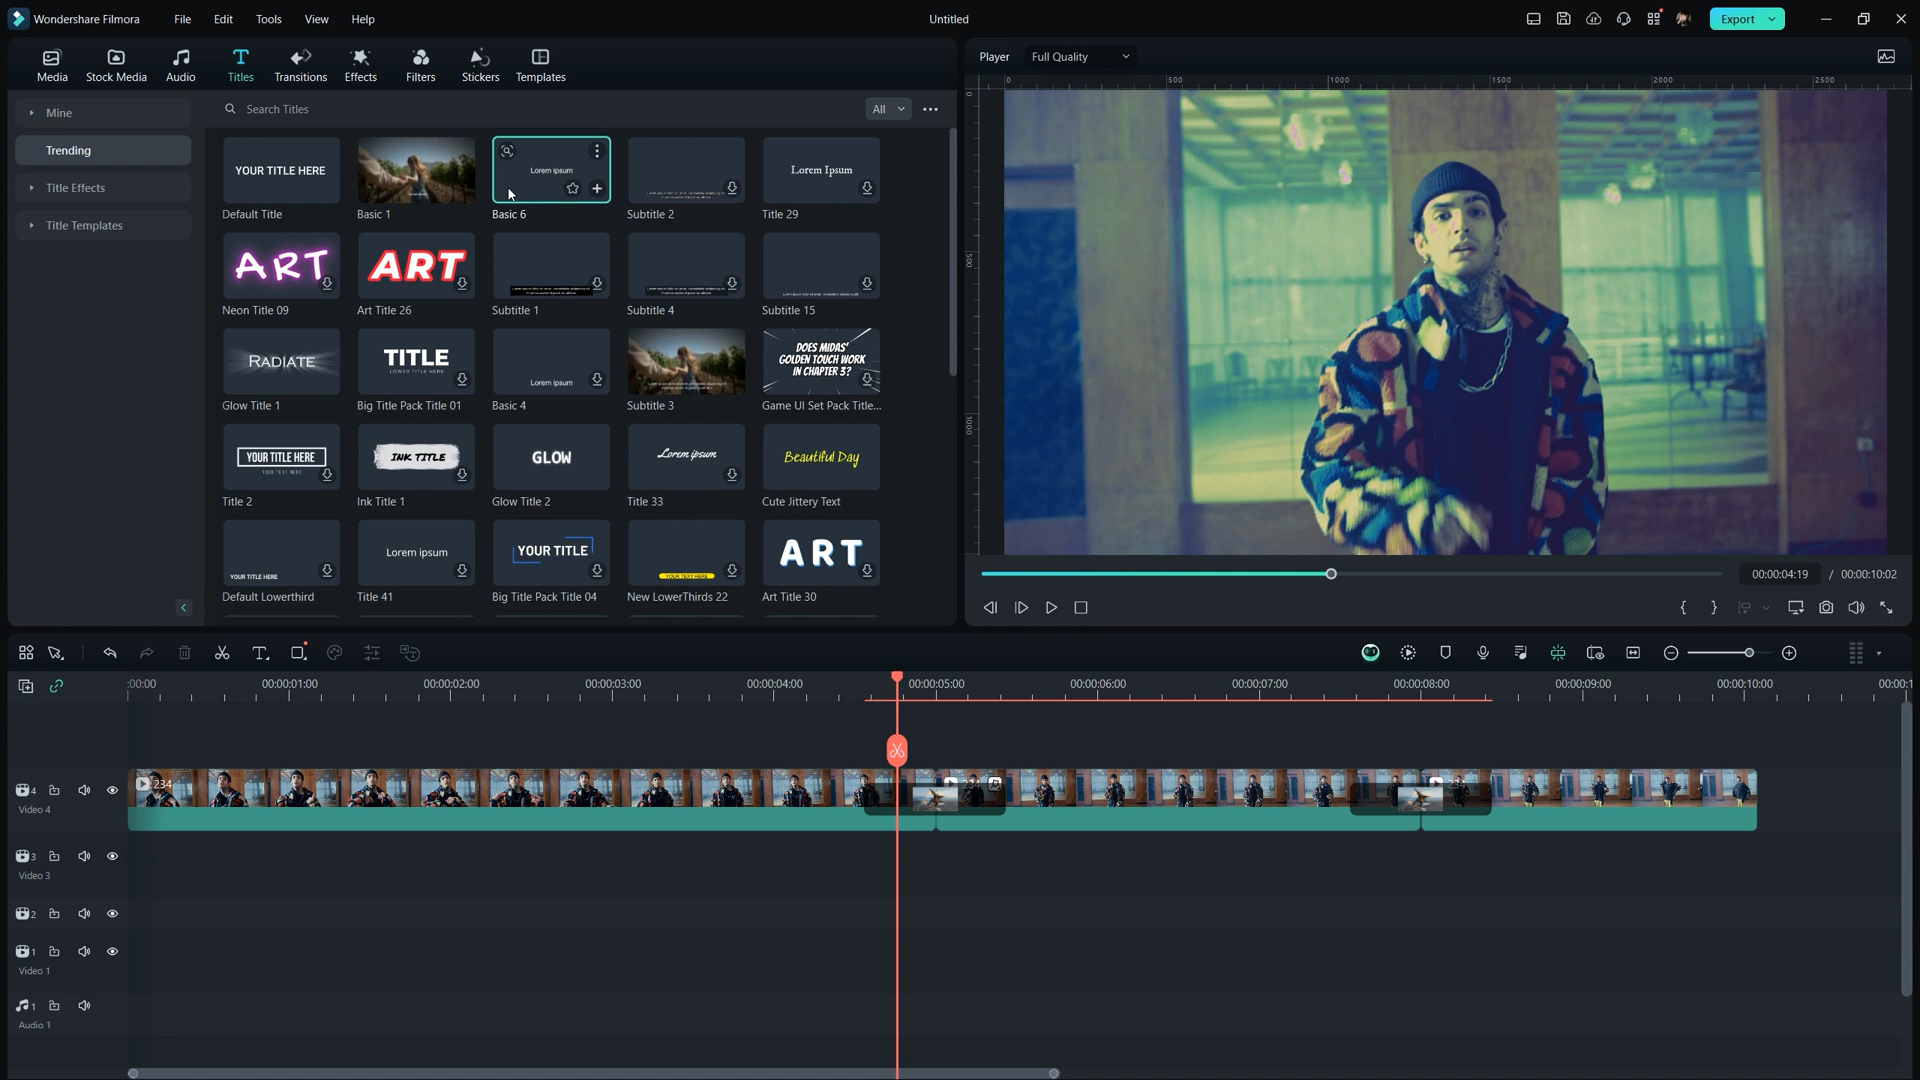 Wondershare Filmora File Edit Tools View Help Untitled Export
Media Stock Media Audio Titles Transitions Effects Filters Stickers Templates
Player Full Quality
Mine
Trending
Title Effects
Title Templates
Search Titles All
YOUR TITLE HERE Lorem ipsum Lorem Ipsum
Default Title Basic 1 Basic 6 Subtitle 2 Title 29
ART ART
Neon Title 09 Art Title 26 Subtitle 1 Subtitle 4 Subtitle 15
RADIATE TITLE LOWER TITLE HERE Lorem ipsum DOES MIDAS'
GOLDEN TOUCH WORK
IN CHAPTER 3?
Glow Title 1 Big Title Pack Title 01 Basic 4 Subtitle 3 Game UI Set Pack Title...
YOUR TITLE HERE INK TITLE GLOW Lorem ipsum Beautiful Day
YOUR TEXT HERE
Title 2 Ink Title 1 Glow Title 2 Title 33 Cute Jittery Text
YOUR TITLE HERE Lorem ipsum YOUR TITLE YOUR TEXT HERE ART
Default Lowerthird Title 41 Big Title Pack Title 04 New LowerThirds 22 Art Title 30
0 500 1000 1500 2000 2500
0
500
1000
00:00:04:19 / 00:00:10:02
:00:00 00:00:01:00 00:00:02:00 00:00:03:00 00:00:04:00 00:00:05:00 00:00:06:00 00:00:07:00 00:00:08:00 00:00:09:00 00:00:10:00 00:00:1
234
4
Video 4
3
Video 3
2
1
Video 1
1
Audio 1